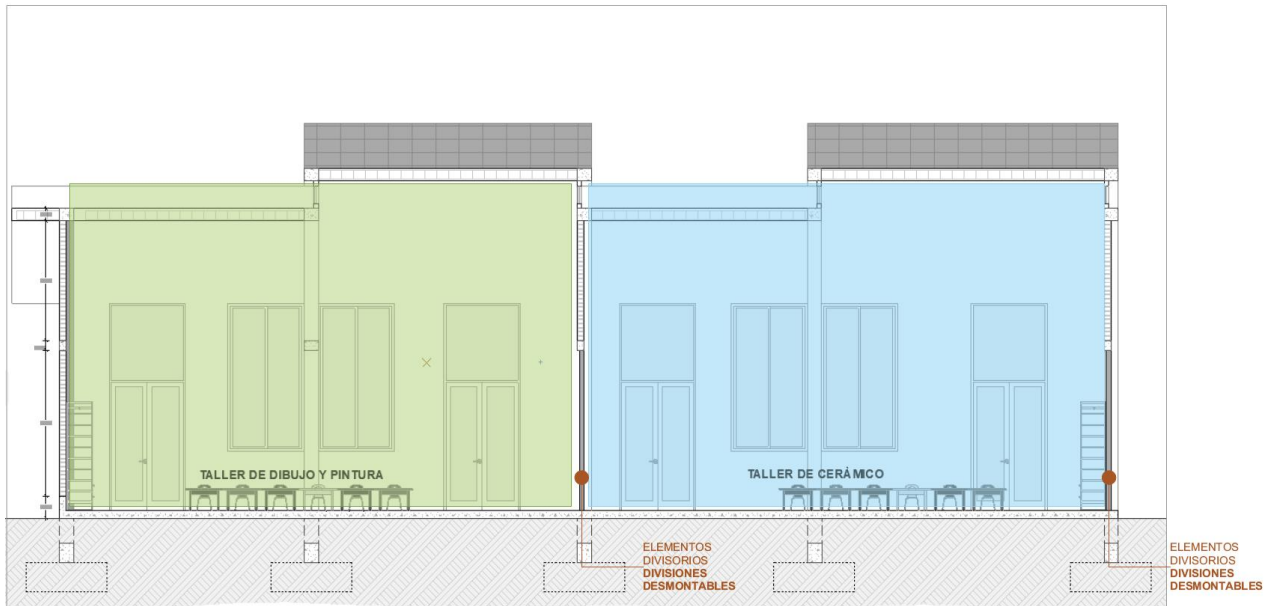 TALLER DE DIBUJO Y PINTURA
TALLER DE CERÁMICO
ELEMENTOS
DIVISORIOS
DIVISIONES
DESMONTABLES
ELEMENTOS
DIVISORIOS
DIVISIONES
DESMONTABLES